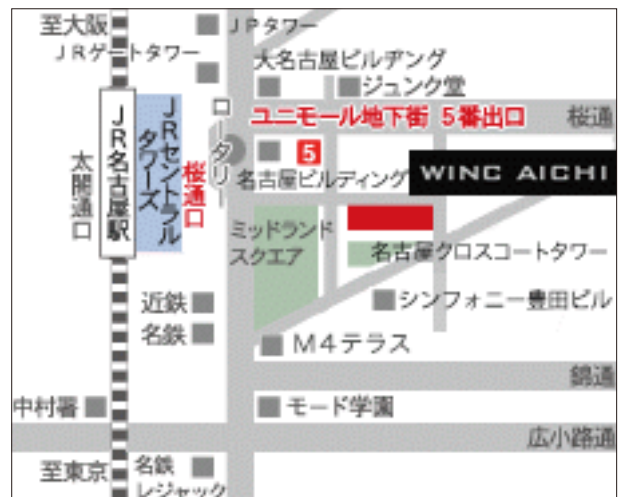 至大阪
JPタワー
JRゲートタワー
大名古屋ビルヂング
ジュンク堂
ユニモール地下街 5番出口
桜通
ロータリー
5
JR名古屋駅
JRセントラル
タワーズ
桜通口
太閤通口
名古屋ビルディング
WINC AICHI
ミッドランド
スクエア
名古屋クロスコートタワー
近鉄
名鉄
シンフォニー豊田ビル
M4テラス
錦通
中村署
モード学園
広小路通
至東京
名鉄
レジャック